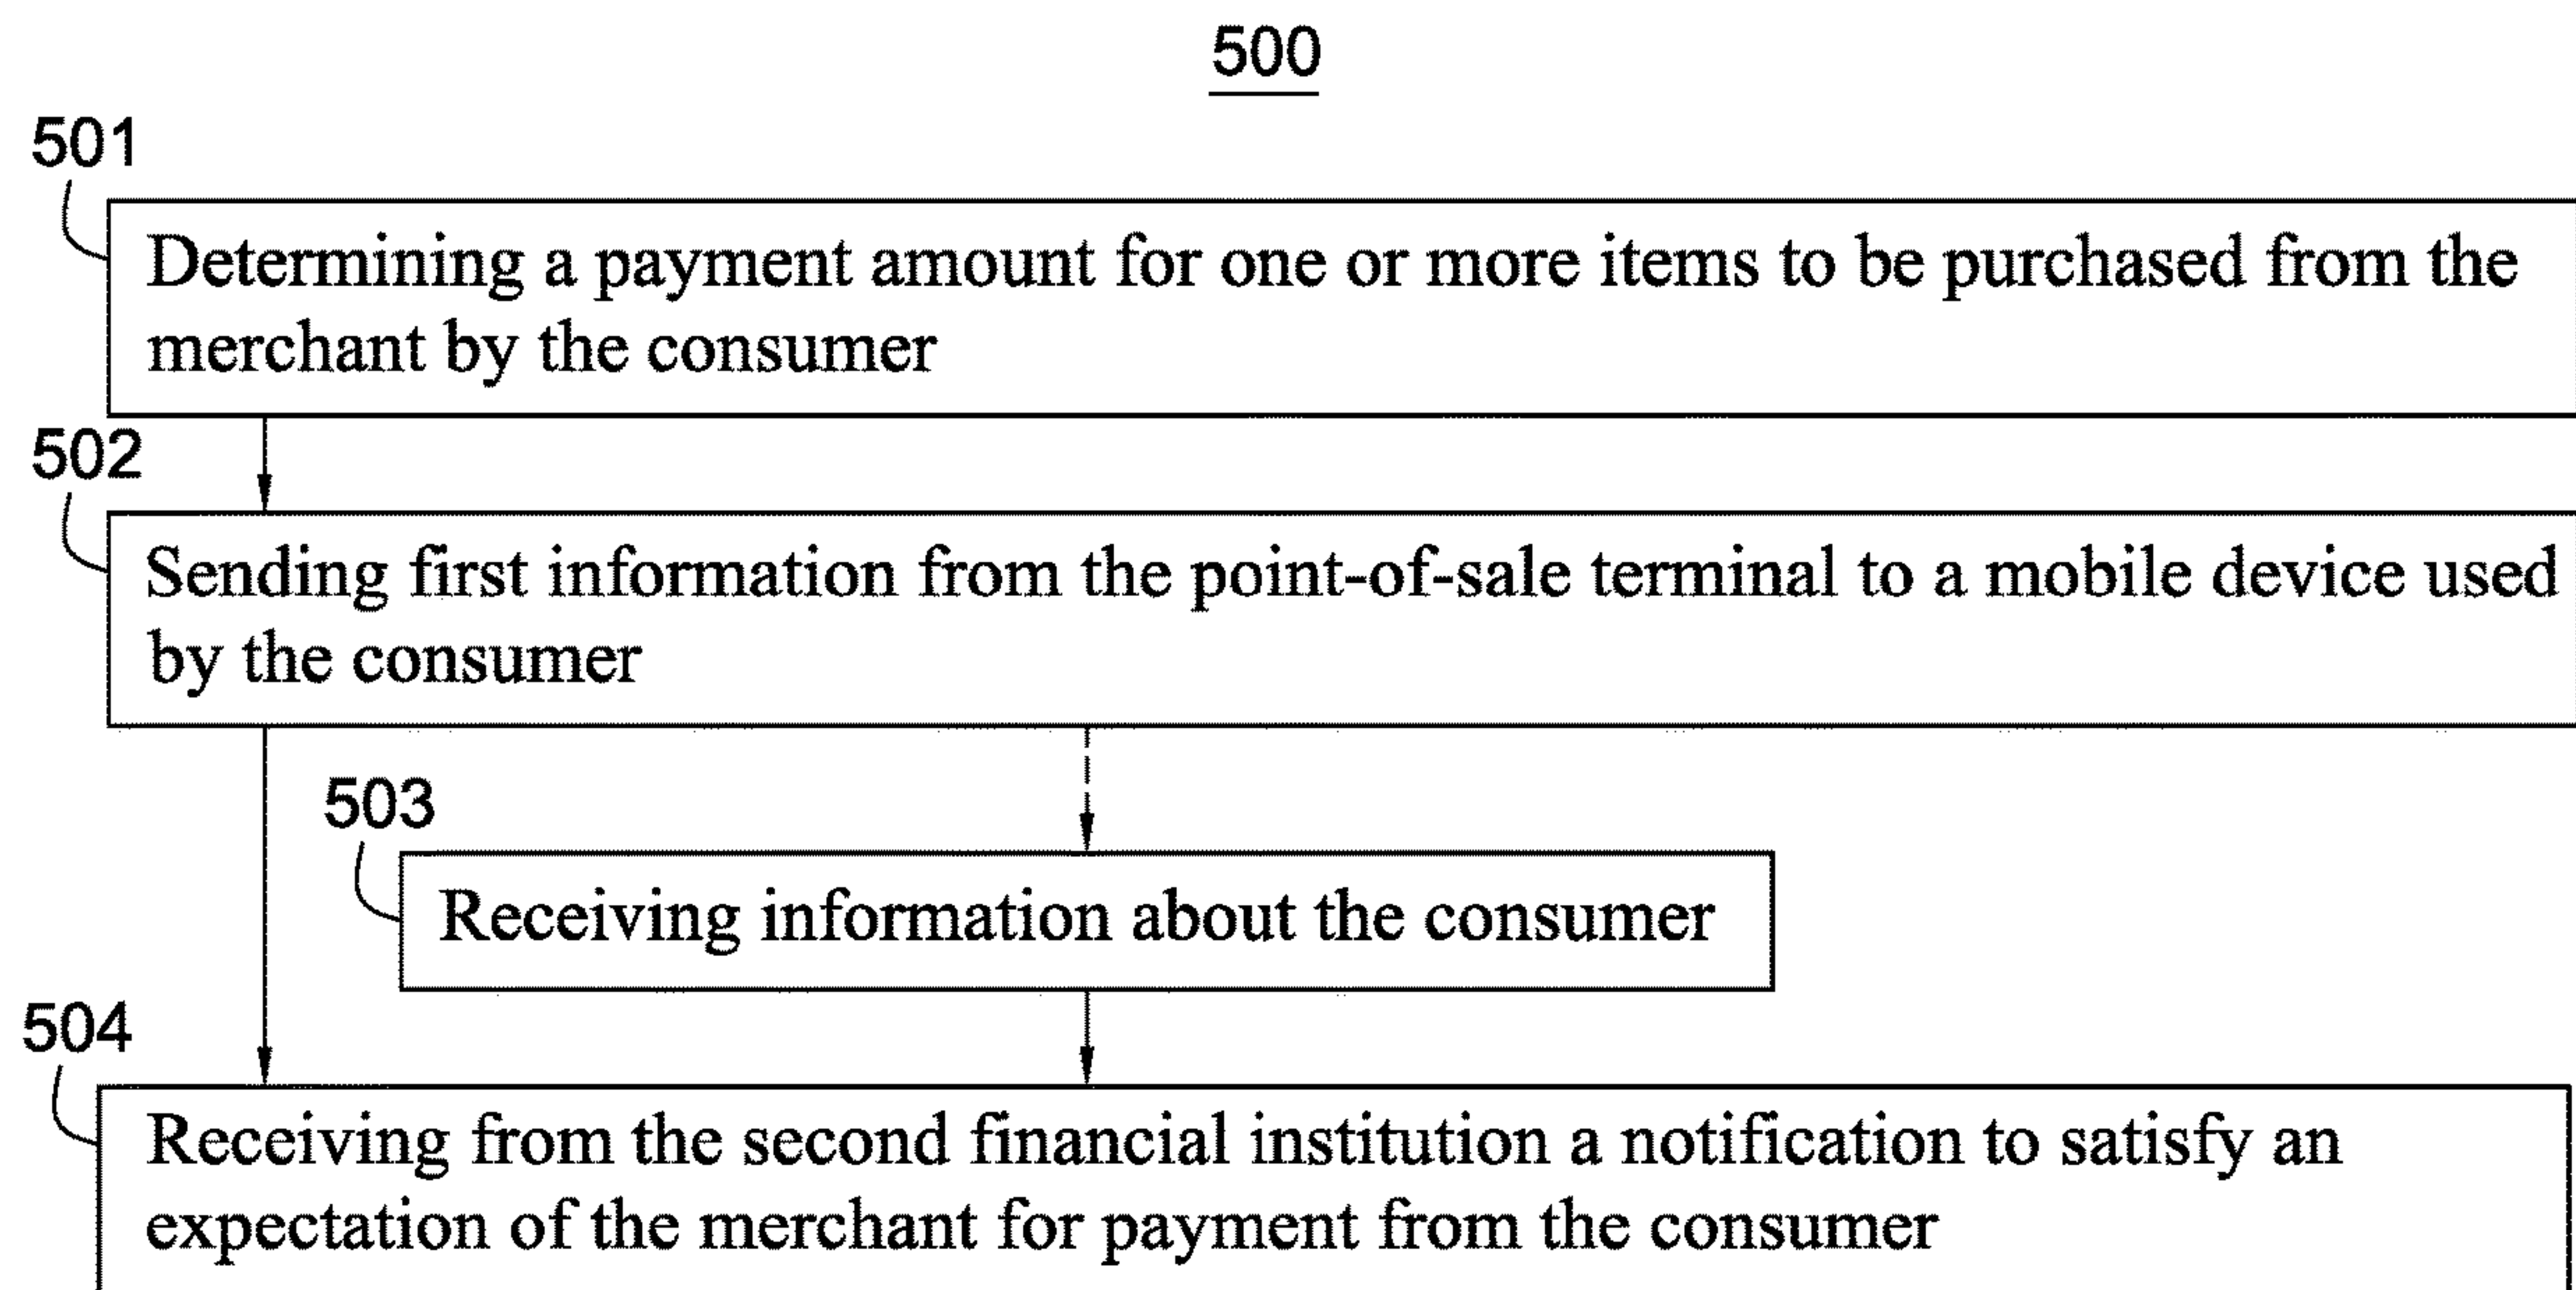 500
501
Determining a payment amount for one or more items to be purchased from the
merchant by the consumer
502
Sending first information from the point-of-sale terminal to a mobile device used
by the consumer
503
Receiving information about the consumer
504
Receiving from the second financial institution a notification to satisfy an
expectation of the merchant for payment from the consumer